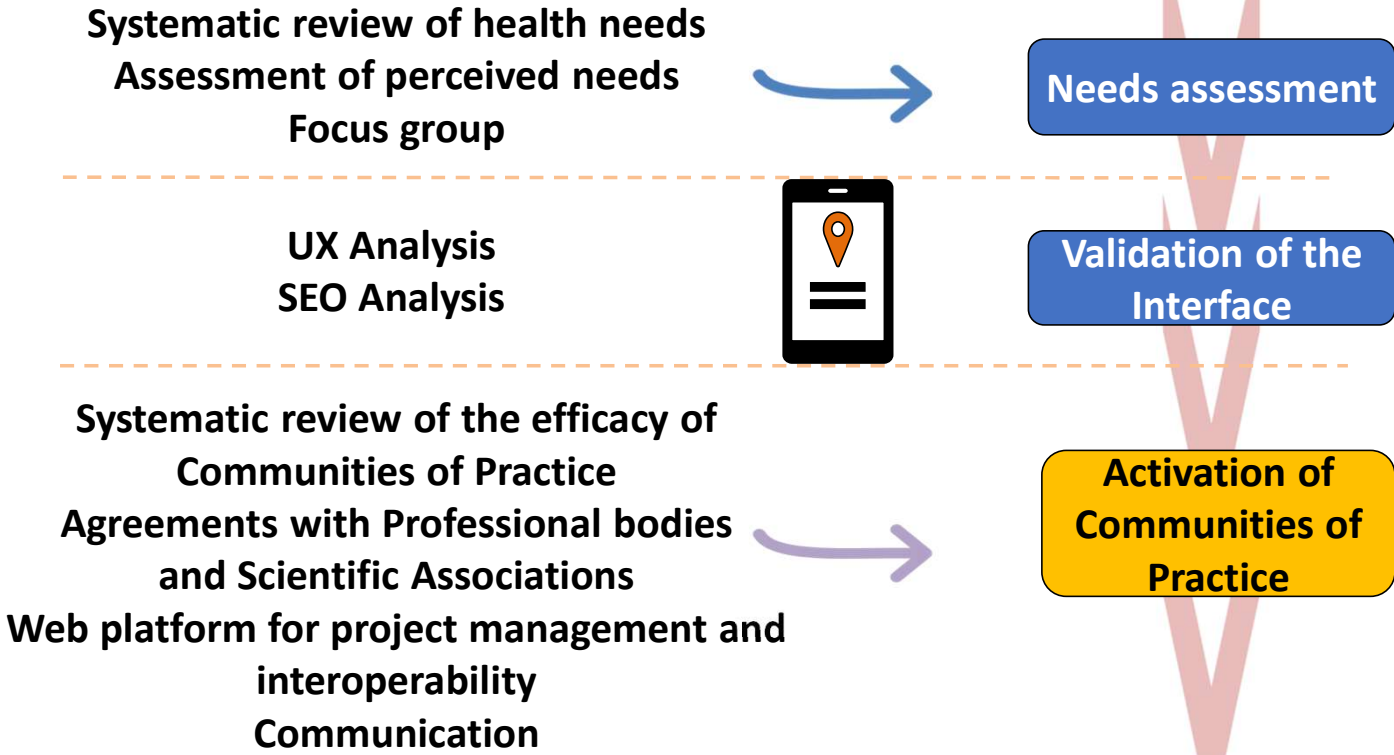 Systematic review of health needs
Assessment of perceived needs
Focus group
Needs assessment
UX Analysis
SEO Analysis
Validation of the
Interface
Systematic review of the efficacy of
Communities of Practice
Agreements with Professional bodies
and Scientific Associations
Web platform for project management and
interoperability
Communication
Activation of
Communities of
Practice